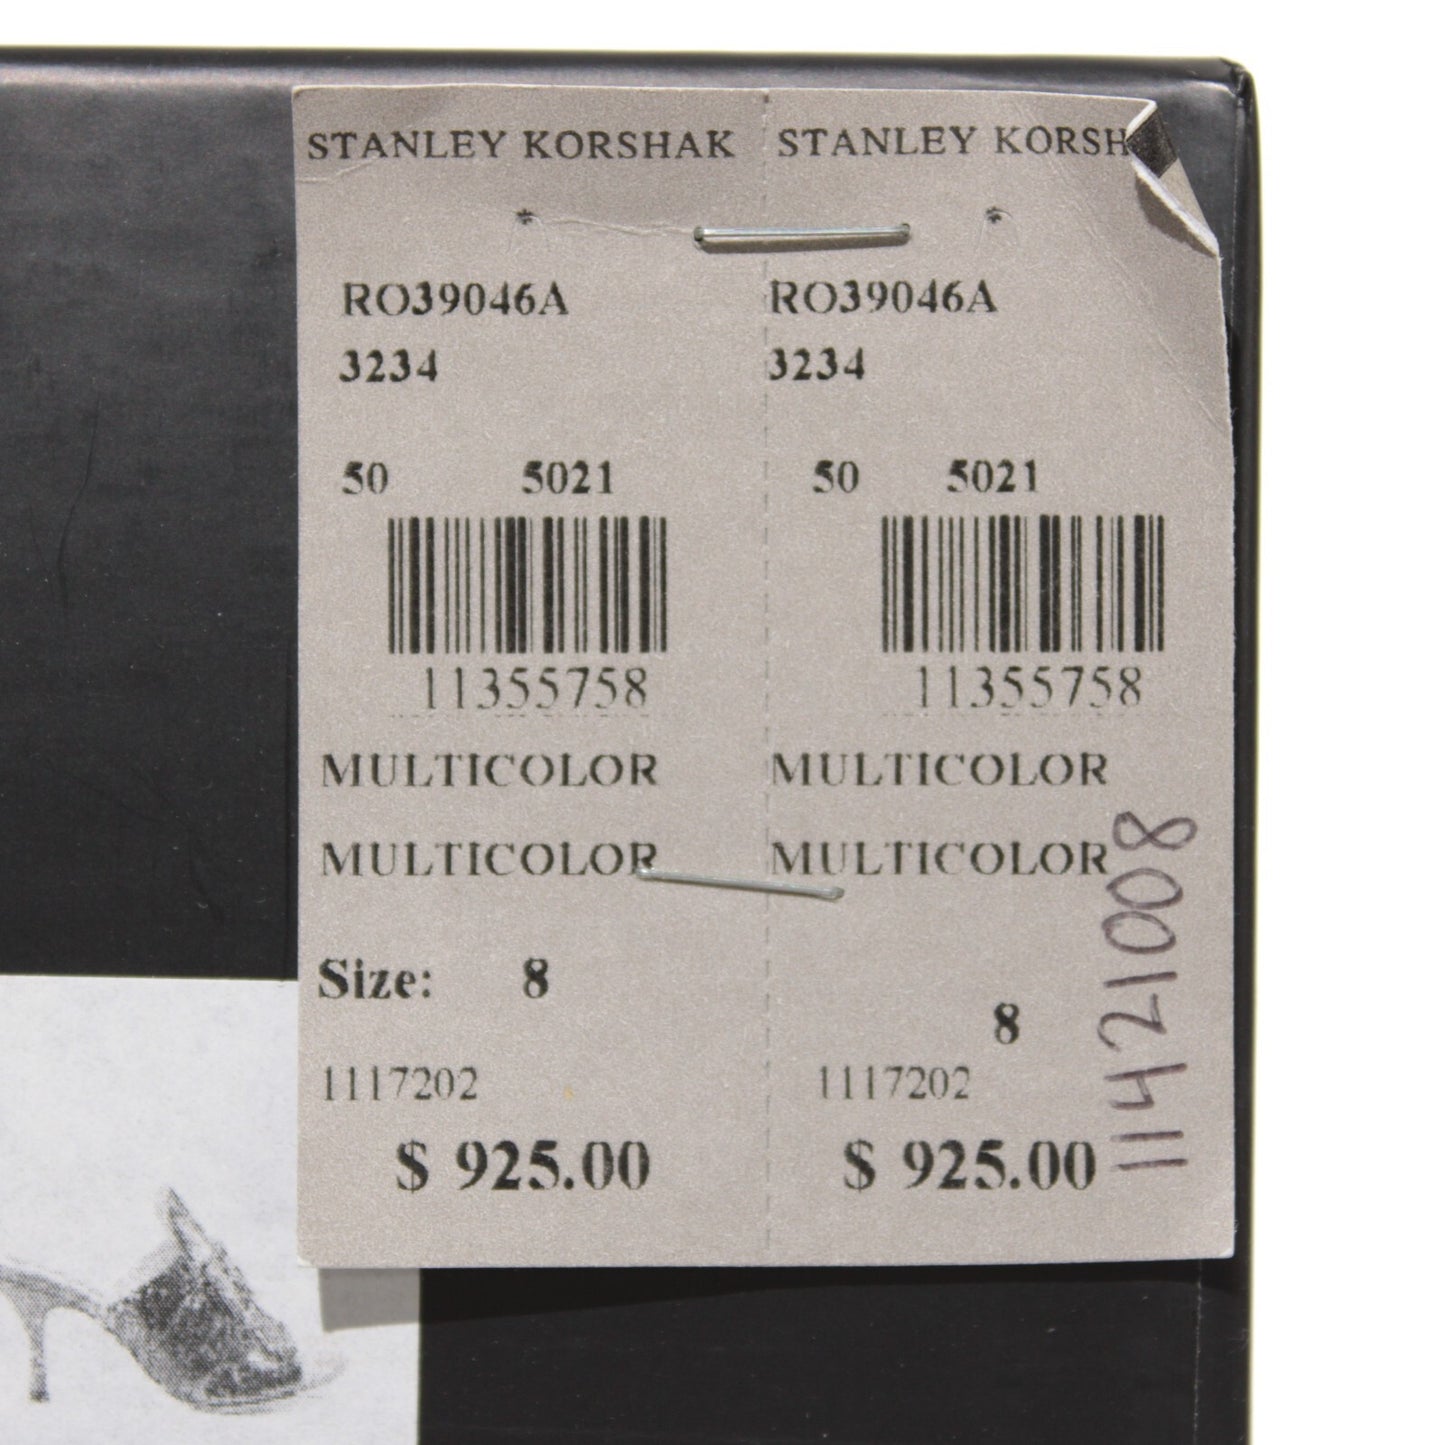 STANLEY KORSHAK
*
RO39046A
3234
50 5021
11355758
MULTICOLOR
MULTICOLOR
Size: 8
1117202
$ 925.00
STANLEY KORSH
*
RO39046A
3234
50 5021
11355758
MULTICOLOR
MULTICOLOR
8
1117202
$ 925.00
11421008